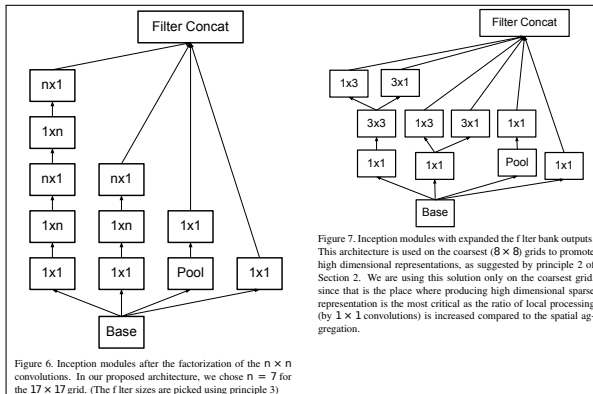 Filter Concat
nx1
1xn
nx1
nx1
1xn
1xn
1x1
1x1
1x1
Pool
1x1
Base
Figure 6. Inception modules after the factorization of the n × n
convolutions. In our proposed architecture, we chose n = 7 for
the 17 × 17 grid. (The f lter sizes are picked using principle 3)
Filter Concat
1x3
3x1
3x3
1x3
3x1
1x1
1x1
1x1
Pool
1x1
Base
Figure 7. Inception modules with expanded the f lter bank outputs.
This architecture is used on the coarsest (8 × 8) grids to promote
high dimensional representations, as suggested by principle 2 of
Section 2. We are using this solution only on the coarsest grid,
since that is the place where producing high dimensional sparse
representation is the most critical as the ratio of local processing
(by 1 × 1 convolutions) is increased compared to the spatial ag-
gregation.